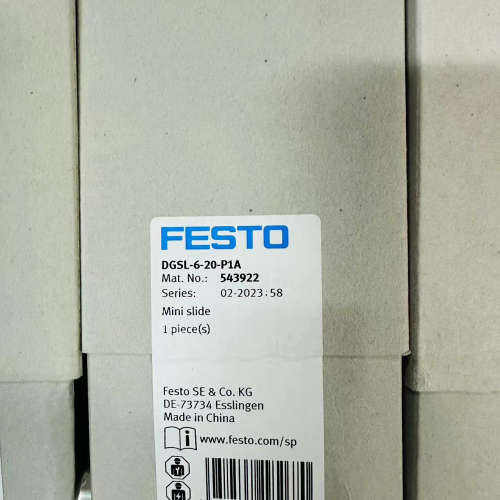 FESTO
DGSL-6-20-P1A
Mat. No.: 543922
Series: 02-2023.58
Mini slide
1 piece(s)
Festo SE & Co. KG
DE-73734 Esslingen
Made in China
www.festo.com/sp